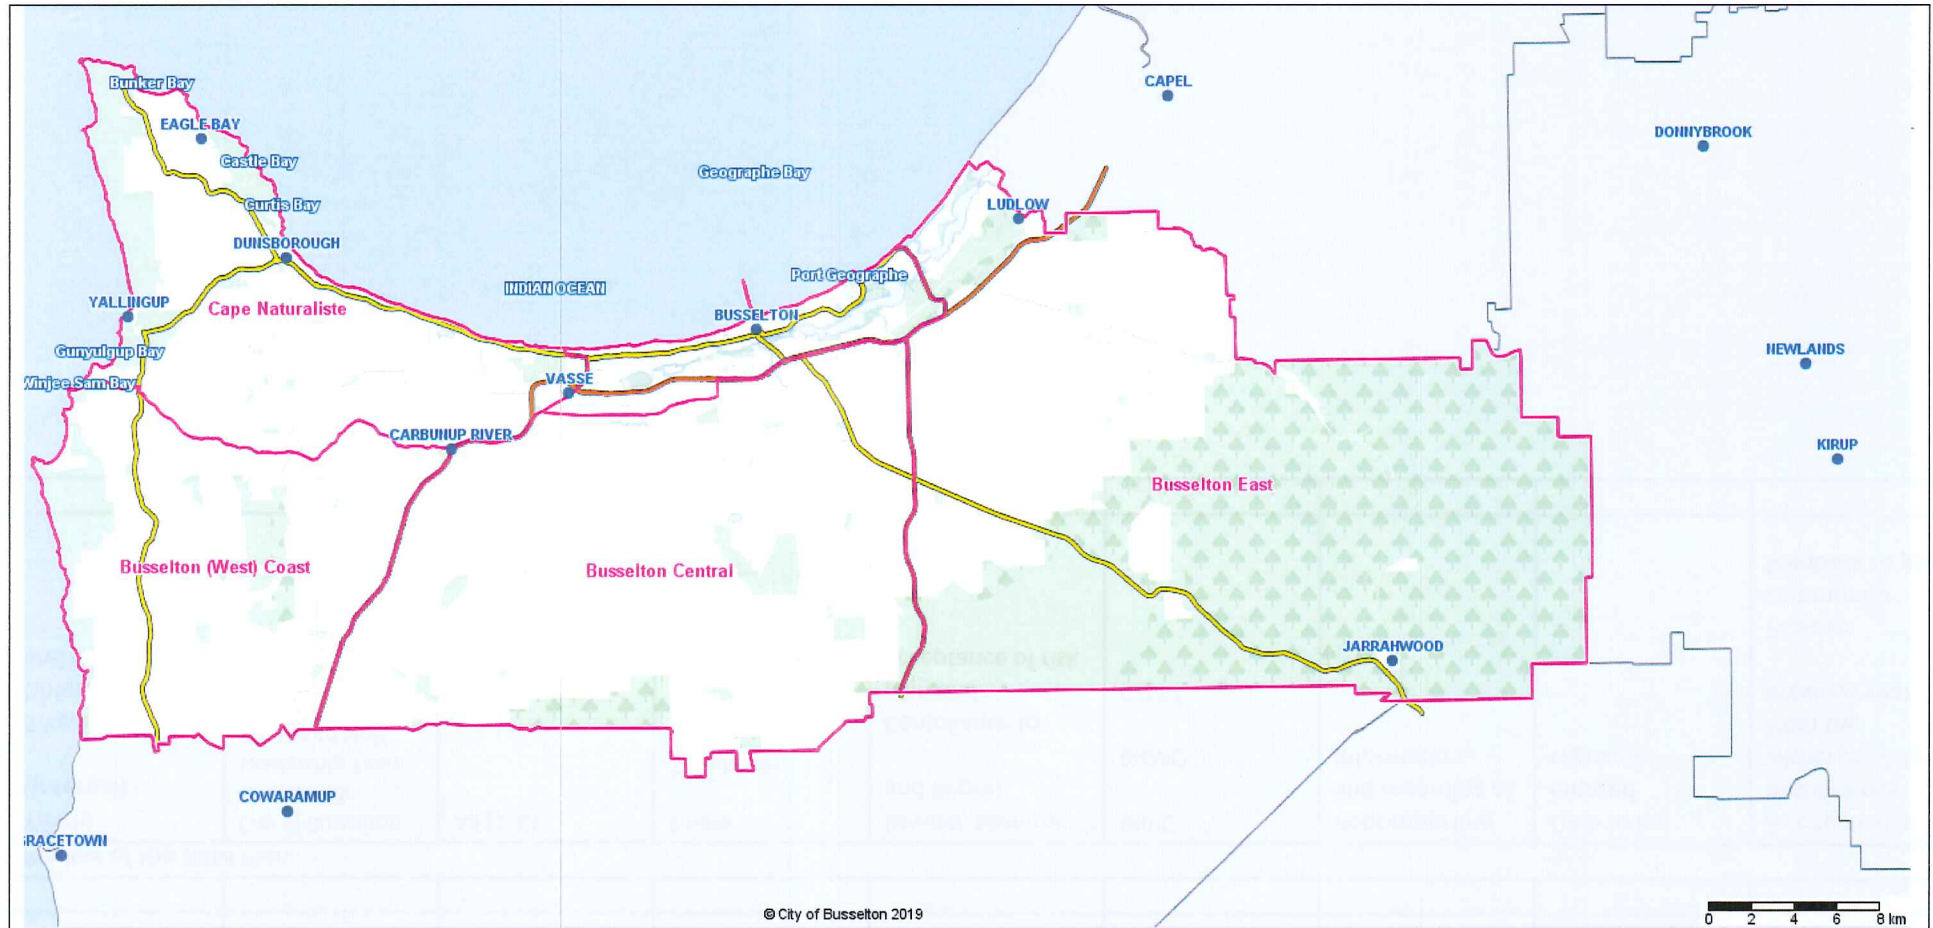 Bunker Bay
CAPEL
EAGLE BAY
DONNYBROOK
Castle Bay
Geographe Bay
Curtis Bay
LUDLOW
DUNSBOROUGH
Port Geographe
INDIAN OCEAN
YALLINGUP
Cape Naturaliste
BUSSELTON
Gunyulgup Bay
NEWLANDS
VASSE
Winjee Sam Bay
CARBUNUP RIVER
KIRUP
Busselton East
Busselton (West) Coast
Busselton Central
JARRAHWOOD
COWARAMUP
GRACETOWN
© City of Busselton 2019
0 2 4 6 8 km